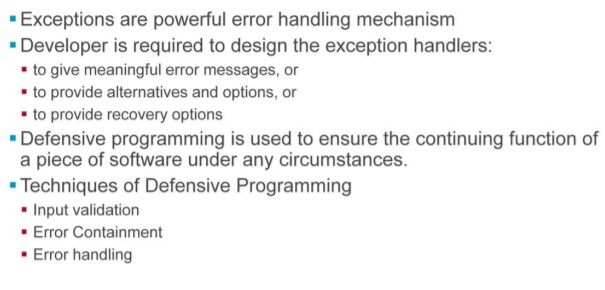 Exceptions are powerful error handling mechanism
Developer is required to design the exception handlers:
to give meaningful error messages, or
to provide alternatives and options, or
to provide recovery options
Defensive programming is used to ensure the continuing function of
a piece of software under any circumstances.
Techniques of Defensive Programming
Input validation
Error Containment
Error handling